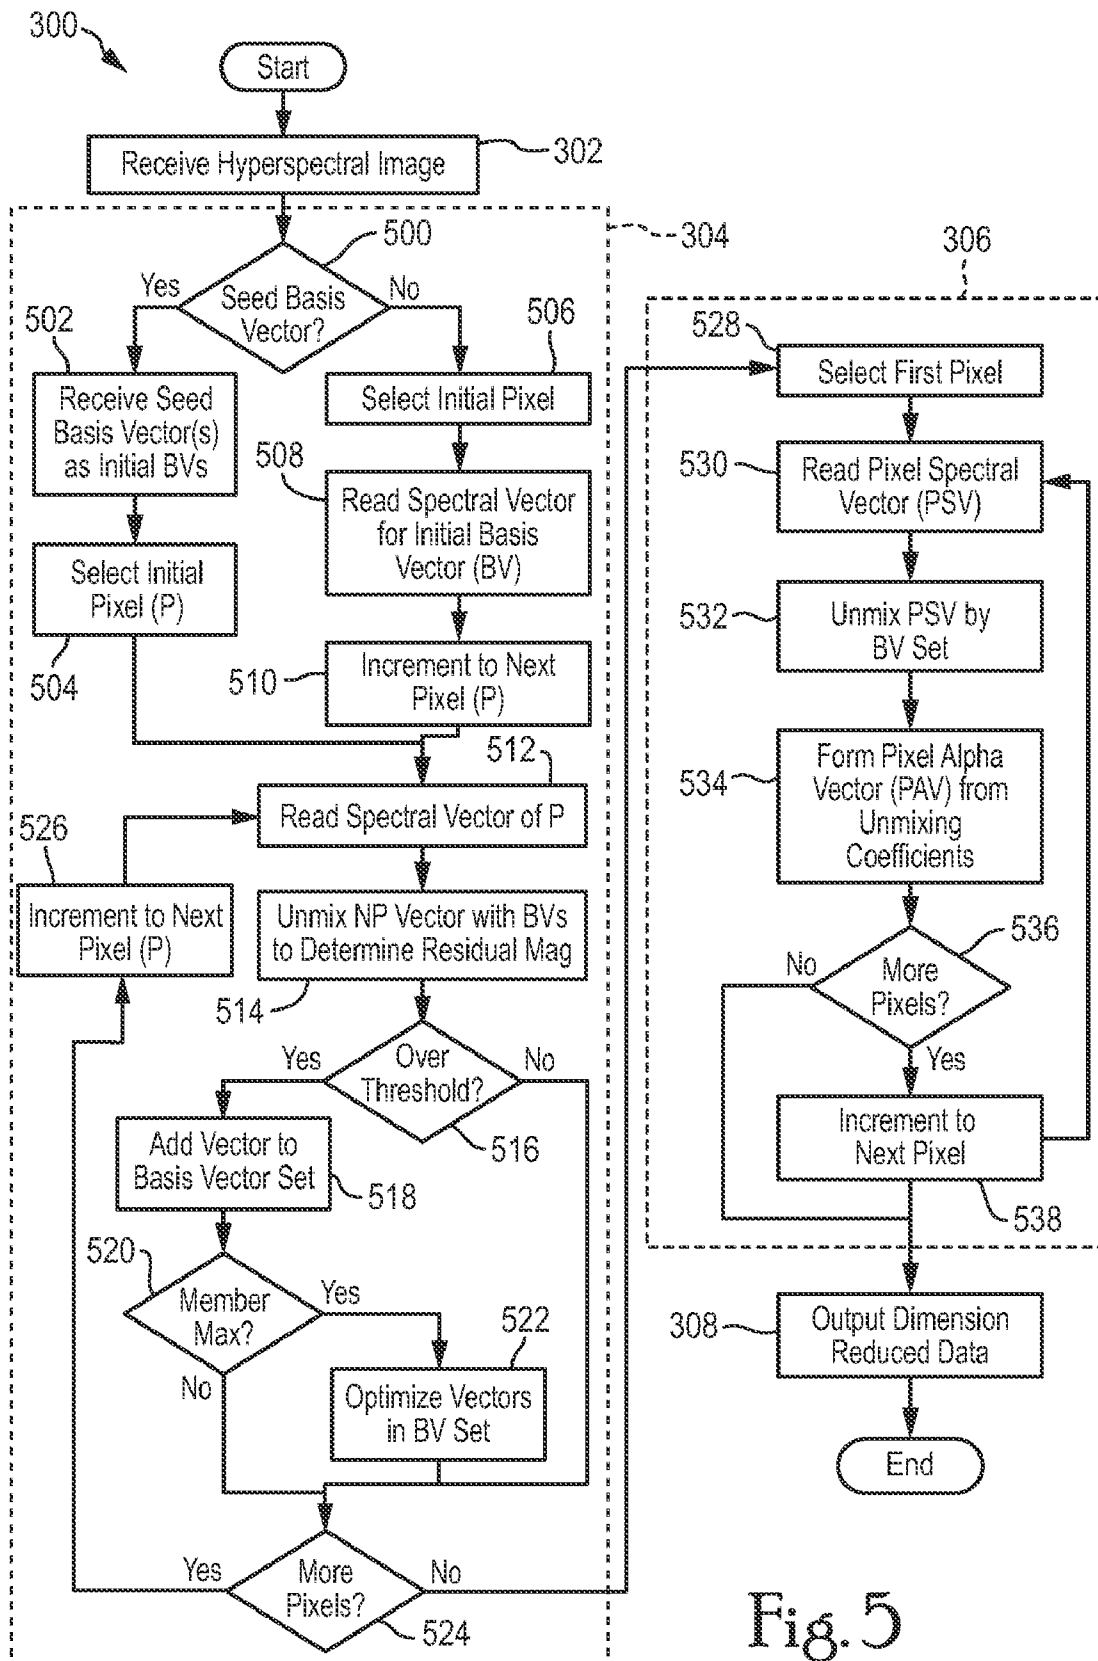 300
Start
Receive Hyperspectral Image
302
304
500
Yes
No
Seed Basis
Vector?
502
506
Receive Seed
Basis Vector(s)
as Initial BVs
Select Initial Pixel
508
Read Spectral Vector
for Initial Basis
Vector (BV)
Select Initial
Pixel (P)
504
510
Increment to Next
Pixel (P)
512
Read Spectral Vector of P
526
Increment to Next
Pixel (P)
Unmix NP Vector with BVs
to Determine Residual Mag
514
Yes
Over
Threshold?
No
516
Add Vector to
Basis Vector Set
518
520
Member
Max?
Yes
No
522
Optimize Vectors
in BV Set
Yes
More
Pixels?
No
524
306
528
Select First Pixel
530
Read Pixel Spectral
Vector (PSV)
532
Unmix PSV by
BV Set
534
Form Pixel Alpha
Vector (PAV) from
Unmixing
Coefficients
536
No
More
Pixels?
Yes
Increment to
Next Pixel
538
308
Output Dimension
Reduced Data
End
Fig. 5